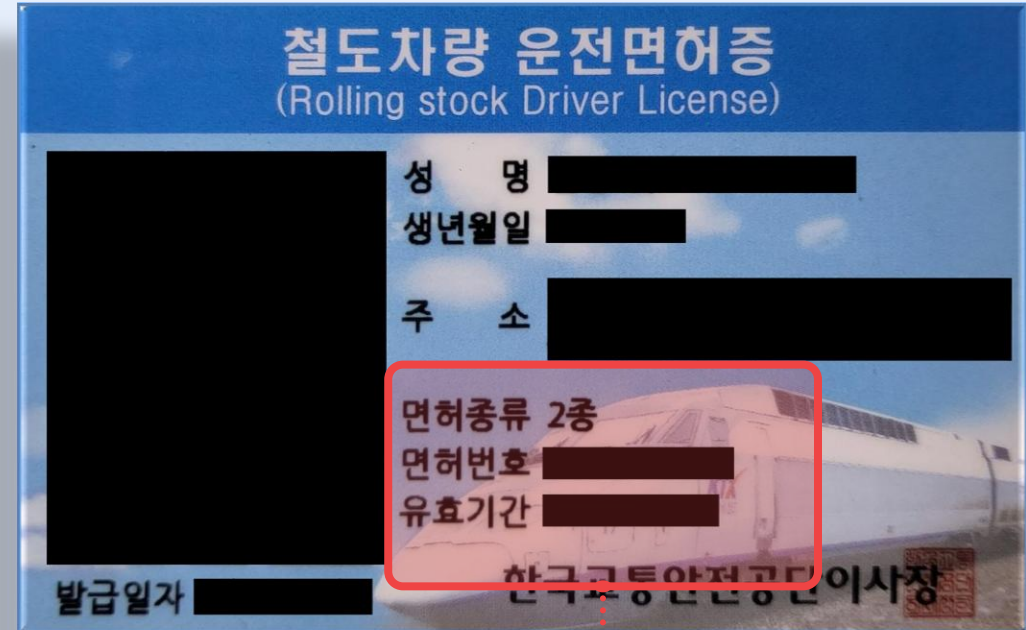 철도차량 운전면허증
(Rolling stock Driver License)
성 명
생년월일
주 소
면허종류 2종
면허번호
유효기간
발급일자
한국교통안전공단이사장